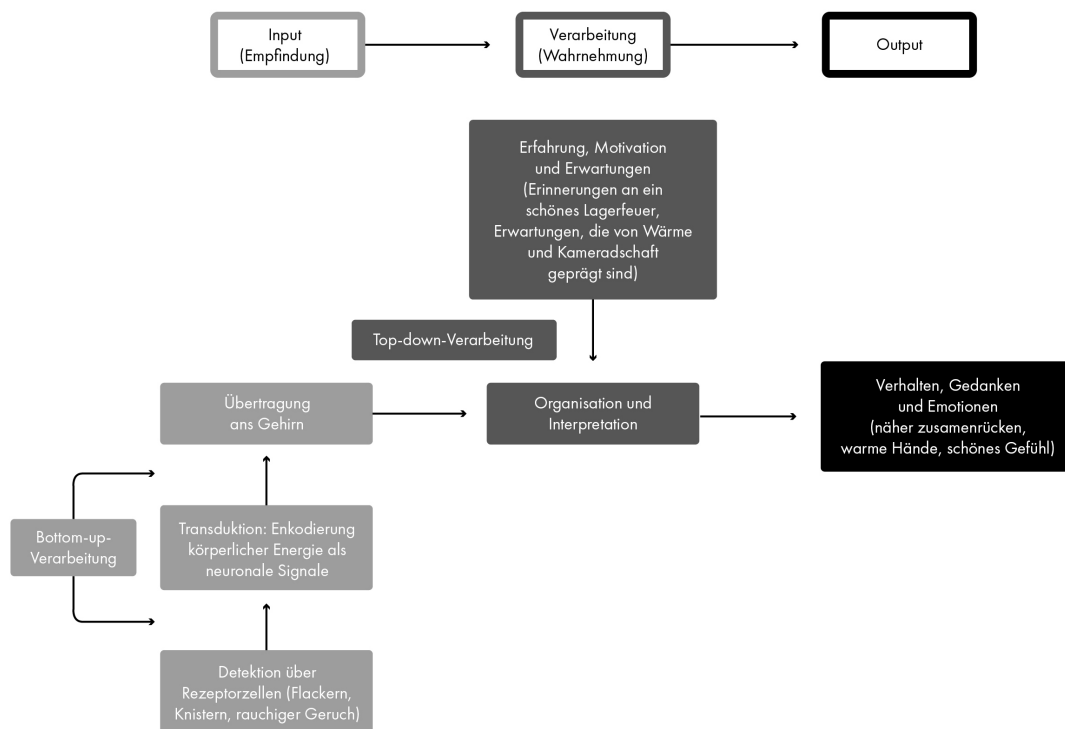 Input
(Empfindung)
Verarbeitung
(Wahrnehmung)
Output
Erfahrung, Motivation
und Erwartungen
(Erinnerungen an ein
schönes Lagerfeuer,
Erwartungen, die von Wärme
und Kameradschaft
geprägt sind)
Top-down-Verarbeitung
Übertragung
ans Gehirn
Organisation und
Interpretation
Verhalten, Gedanken
und Emotionen
(näher zusamenrücken,
warme Hände, schönes Gefühl)
Bottom-up-
Verarbeitung
Transduktion: Enkodierung
körperlicher Energie als
neuronale Signale
Detektion über
Rezeptorzellen (Flackern,
Knistern, rauchiger Geruch)